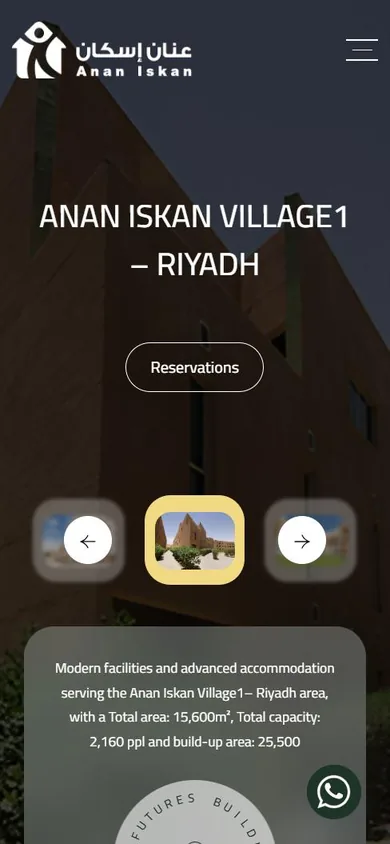 عنان إسكان
Anan Iskan
ANAN ISKAN VILLAGE1
– RIYADH
Reservations
Modern facilities and advanced accommodation
serving the Anan Iskan Village1– Riyadh area,
with a Total area: 15,600m², Total capacity:
2,160 ppl and build-up area: 25,500
FUTURES BUILD